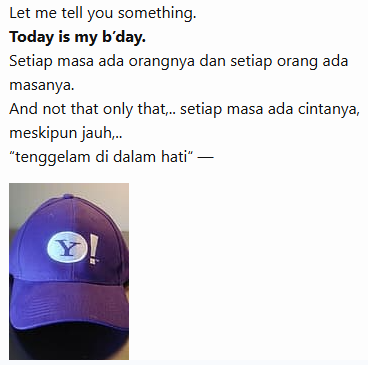 Let me tell you something.
Today is my b'day.
Setiap masa ada orangnya dan setiap orang ada
masanya.
And not that only that,.. setiap masa ada cintanya,
meskipun jauh,..
"tenggelam di dalam hati" —
Y!